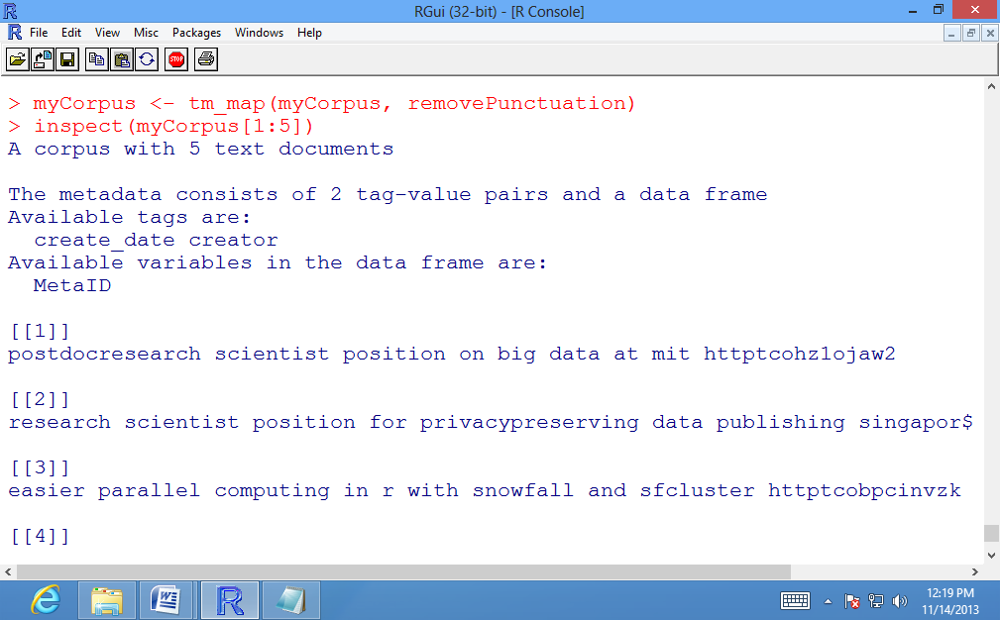 RGui (32-bit) - [R Console]
File Edit View Misc Packages Windows Help
STOP
> myCorpus <- tm_map(myCorpus, removePunctuation)
> inspect(myCorpus[1:5])
A corpus with 5 text documents
The metadata consists of 2 tag-value pairs and a data frame
Available tags are:
create_date creator
Available variables in the data frame are:
MetaID
[[1]]
postdocresearch scientist position on big data at mit httptcohz1ojaw2
[[2]]
research scientist position for privacypreserving data publishing singapor$
[[3]]
easier parallel computing in r with snowfall and sfcluster httptcobpcinvzk
[[4]]
12:19 PM
11/14/2013